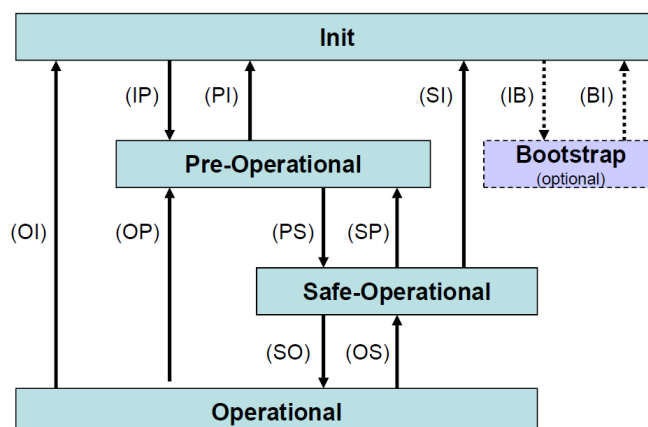 Init
(IP)
(PI)
(SI)
(IB)
(BI)
Pre-Operational
Bootstrap
(optional)
(OI)
(OP)
(PS)
(SP)
Safe-Operational
(SO)
(OS)
Operational